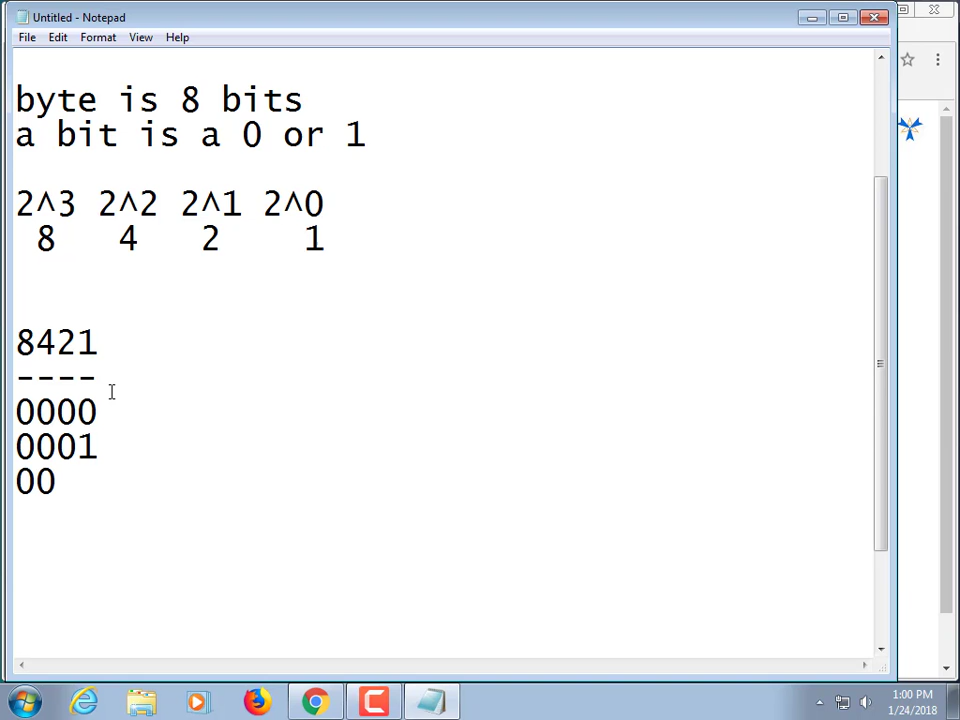 Untitled - Notepad
File Edit Format View Help
byte is 8 bits
a bit is a 0 or 1
2^3 2^2 2^1 2^0
8 4 2 1
8421
----
0000
0001
00
1:00 PM
1/24/2018